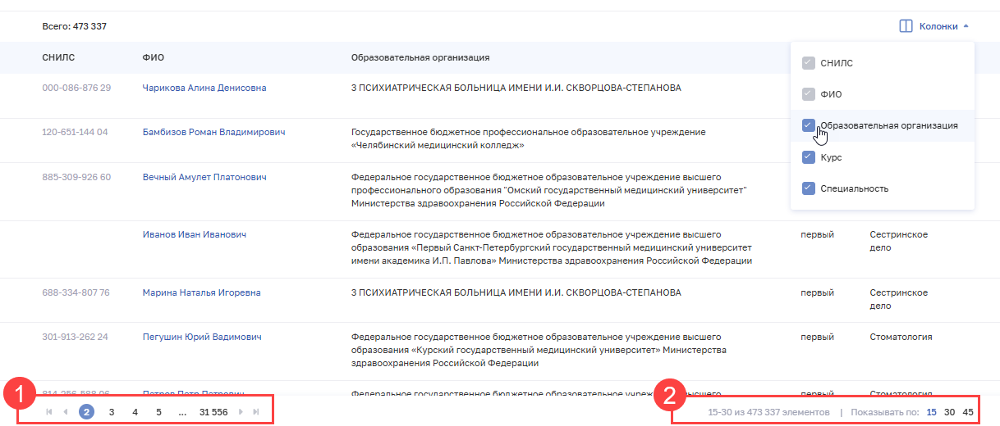 Всего: 473 337
Колонки
СНИЛС ФИО Образовательная организация
СНИЛС
ФИО
Образовательная организация
Курс
Специальность
000-086-876 29 Чарикова Алина Денисовна 3 ПСИХИАТРИЧЕСКАЯ БОЛЬНИЦА ИМЕНИ И.И. СКВОРЦОВА-СТЕПАНОВА
120-651-144 04 Бамбизов Роман Владимирович Государственное бюджетное профессиональное образовательное учреждение
«Челябинский медицинский колледж»
885-309-926 60 Вечный Амулет Платонович Федеральное государственное бюджетное образовательное учреждение высшего
профессионального образования "Омский государственный медицинский университет"
Министерства здравоохранения Российской Федерации
Иванов Иван Иванович Федеральное государственное бюджетное образовательное учреждение высшего первый Сестринское
образования «Первый Санкт-Петербургский государственный медицинский университет дело
имени академика И.П. Павлова» Министерства здравоохранения Российской Федерации
688-334-807 76 Марина Наталья Игоревна 3 ПСИХИАТРИЧЕСКАЯ БОЛЬНИЦА ИМЕНИ И.И. СКВОРЦОВА-СТЕПАНОВА первый Сестринское
дело
301-913-262 24 Пегушин Юрий Вадимович Федеральное государственное бюджетное образовательное учреждение высшего первый Стоматология
образования «Курский государственный медицинский университет» Министерства
здравоохранения Российской Федерации
814-256-588 06 Петров Петр Петрович Федеральное государственное бюджетное образовательное учреждение высшего первый Стоматология
1
2 3 4 5 ... 31 556
2
15-30 из 473 337 элементов | Показывать по: 15 30 45